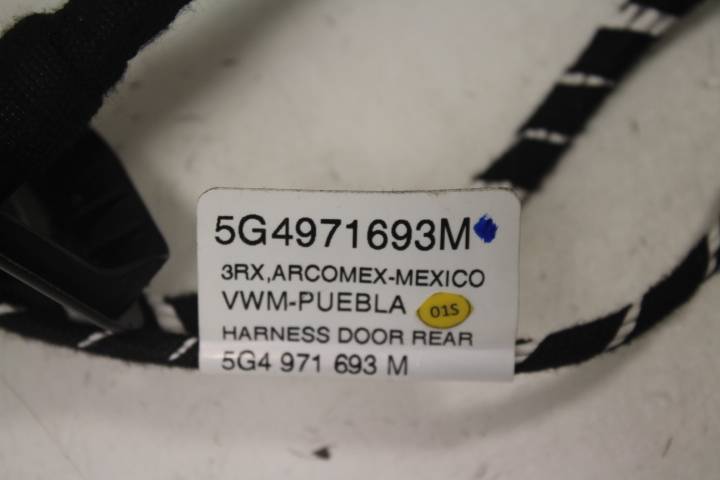 5G4971693M
3RX,ARCOMEX-MEXICO
VWM-PUEBLA 01S
HARNESS DOOR REAR
5G4 971 693 M